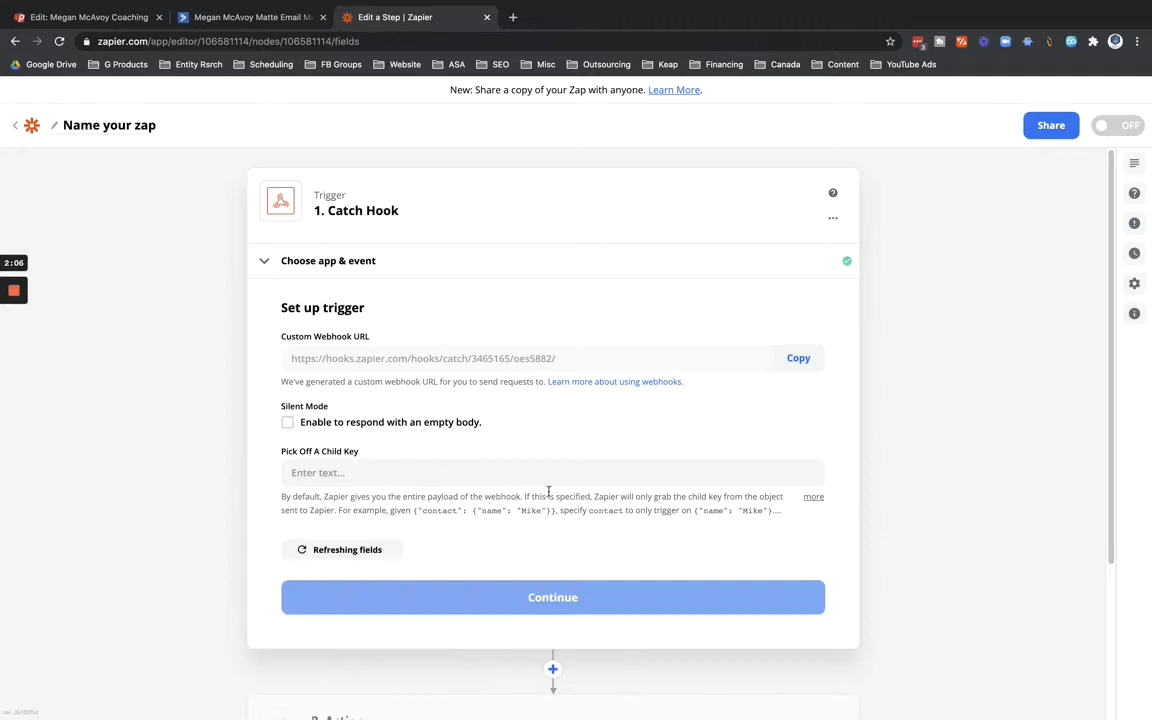 Edit: Megan McAvoy Coaching
Megan McAvoy Matte Email M
Edit a Step | Zapier
zapier.com/app/editor/106581114/nodes/106581114/fields
3
Google Drive
G Products
Entity Rsrch
Scheduling
FB Groups
Website
ASA
SEO
Misc
Outsourcing
Keap
Financing
Canada
Content
YouTube Ads
New: Share a copy of your Zap with anyone. Learn More.
Name your zap
Share
OFF
Trigger
1. Catch Hook
2:06
Choose app & event
Set up trigger
Custom Webhook URL
https://hooks.zapier.com/hooks/catch/3465165/oes5882/
Copy
We've generated a custom webhook URL for you to send requests to. Learn more about using webhooks.
Silent Mode
Enable to respond with an empty body.
Pick Off A Child Key
Enter text...
By default, Zapier gives you the entire payload of the webhook. If this is specified, Zapier will only grab the child key from the object
more
sent to Zapier. For example, given {"contact": {"name": "Mike"}}, specify contact to only trigger on {"name": "Mike"}....
Refreshing fields
Continue